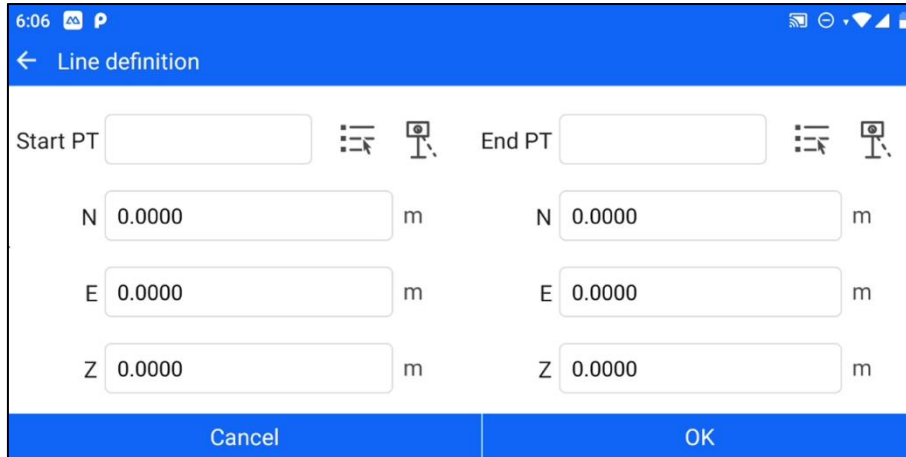 6:06
Line definition
Start PT End PT
N 0.0000 m N 0.0000 m
E 0.0000 m E 0.0000 m
Z 0.0000 m Z 0.0000 m
Cancel OK